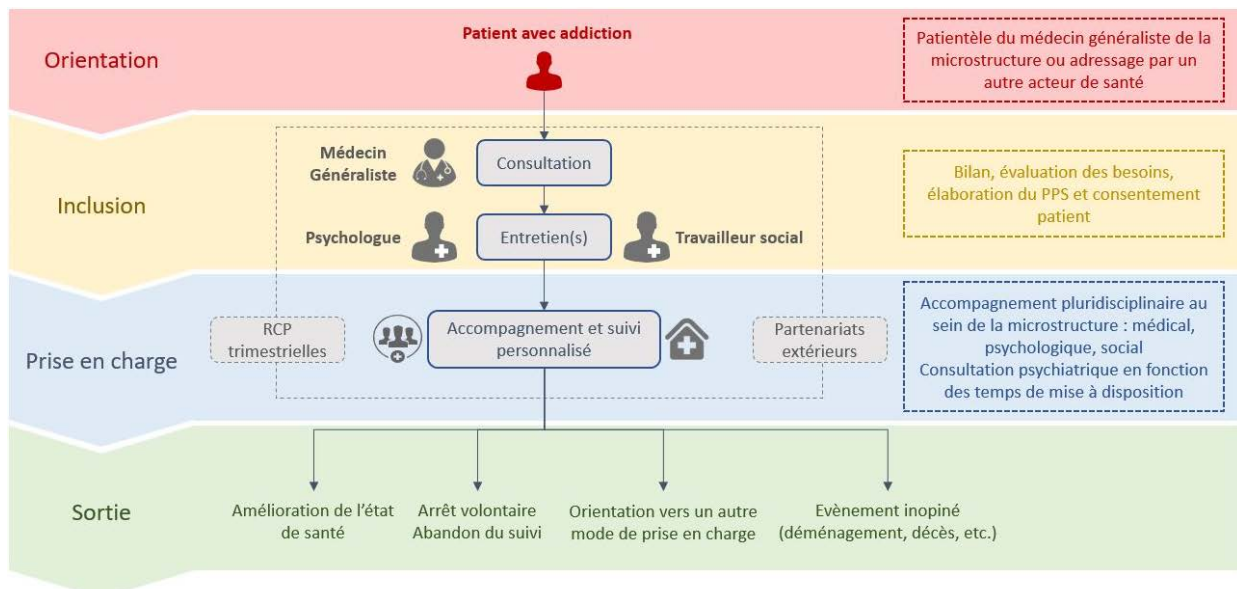 Orientation
Patient avec addiction
Patientèle du médecin généraliste de la
microstructure ou adressage par un
autre acteur de santé
Inclusion
Médecin
Généraliste
Consultation
Psychologue
Entretien(s)
Travailleur social
Bilan, évaluation des besoins,
élaboration du PPS et consentement
patient
Prise en charge
RCP
trimestrielles
Accompagnement et suivi
personnalisé
Partenariats
extérieurs
Accompagnement pluridisciplinaire au
sein de la microstructure : médical,
psychologique, social
Consultation psychiatrique en fonction
des temps de mise à disposition
Sortie
Amélioration de l'état
de santé
Arrêt volontaire
Abandon du suivi
Orientation vers un autre
mode de prise en charge
Evènement inopiné
(déménagement, décès, etc.)